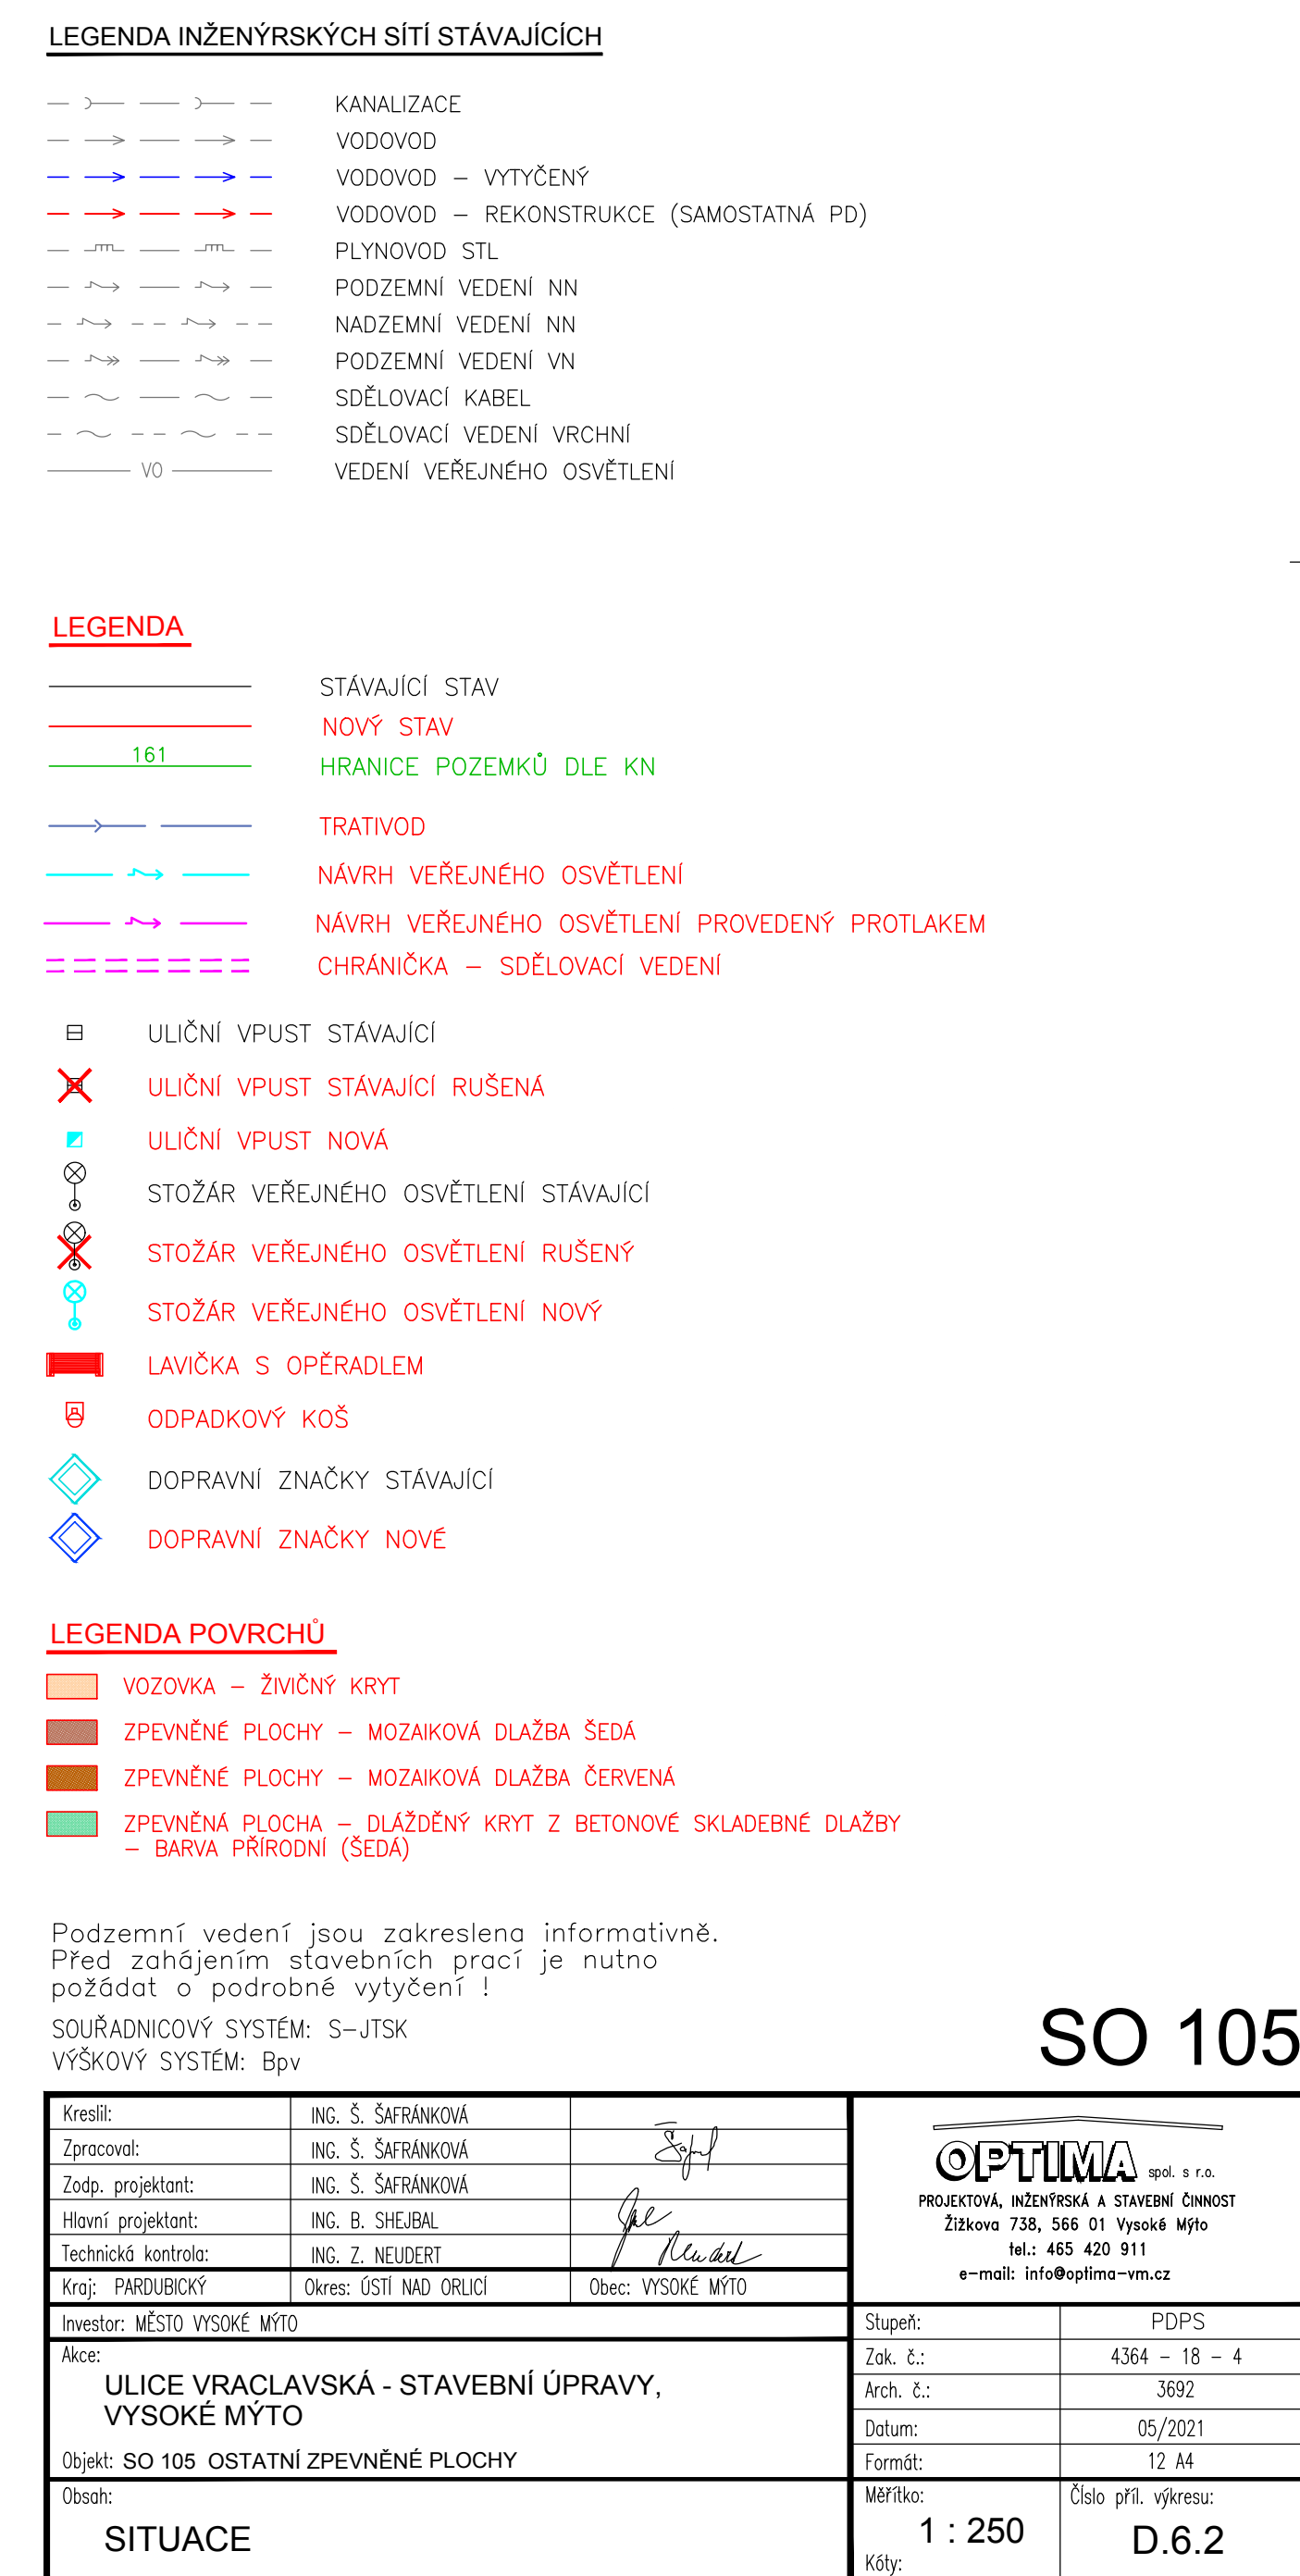 LEGENDA INŽENÝRSKÝCH SÍTÍ STÁVAJÍCÍCH
KANALIZACE
VODOVOD
VODOVOD – VYTYČENÝ
VODOVOD – REKONSTRUKCE (SAMOSTATNÁ PD)
PLYNOVOD STL
PODZEMNÍ VEDENÍ NN
NADZEMNÍ VEDENÍ NN
PODZEMNÍ VEDENÍ VN
SDĚLOVACÍ KABEL
SDĚLOVACÍ VEDENÍ VRCHNÍ
VO VEDENÍ VEŘEJNÉHO OSVĚTLENÍ
LEGENDA
STÁVAJÍCÍ STAV
NOVÝ STAV
161 HRANICE POZEMKŮ DLE KN
TRATIVOD
NÁVRH VEŘEJNÉHO OSVĚTLENÍ
NÁVRH VEŘEJNÉHO OSVĚTLENÍ PROVEDENÝ PROTLAKEM
CHRÁNIČKA – SDĚLOVACÍ VEDENÍ
ULIČNÍ VPUST STÁVAJÍCÍ
ULIČNÍ VPUST STÁVAJÍCÍ RUŠENÁ
ULIČNÍ VPUST NOVÁ
STOŽÁR VEŘEJNÉHO OSVĚTLENÍ STÁVAJÍCÍ
STOŽÁR VEŘEJNÉHO OSVĚTLENÍ RUŠENÝ
STOŽÁR VEŘEJNÉHO OSVĚTLENÍ NOVÝ
LAVIČKA S OPĚRADLEM
ODPADKOVÝ KOŠ
DOPRAVNÍ ZNAČKY STÁVAJÍCÍ
DOPRAVNÍ ZNAČKY NOVÉ
LEGENDA POVRCHŮ
VOZOVKA – ŽIVIČNÝ KRYT
ZPEVNĚNÉ PLOCHY – MOZAIKOVÁ DLAŽBA ŠEDÁ
ZPEVNĚNÉ PLOCHY – MOZAIKOVÁ DLAŽBA ČERVENÁ
ZPEVNĚNÁ PLOCHA – DLÁŽDĚNÝ KRYT Z BETONOVÉ SKLADEBNÉ DLAŽBY
– BARVA PŘÍRODNÍ (ŠEDÁ)
Podzemní vedení jsou zakreslena informativně.
Před zahájením stavebních prací je nutno
požádat o podrobné vytyčení !
SOUŘADNICOVÝ SYSTÉM: S–JTSK
VÝŠKOVÝ SYSTÉM: Bpv
SO 105
Kreslil: ING. Š. ŠAFRÁNKOVÁ
Zpracoval: ING. Š. ŠAFRÁNKOVÁ
Zodp. projektant: ING. Š. ŠAFRÁNKOVÁ
Hlavní projektant: ING. B. SHEJBAL
Technická kontrola: ING. Z. NEUDERT Neudert
Kraj: PARDUBICKÝ Okres: ÚSTÍ NAD ORLICÍ Obec: VYSOKÉ MÝTO
OPTIMA spol. s r.o.
PROJEKTOVÁ, INŽENÝRSKÁ A STAVEBNÍ ČINNOST
Žižkova 738, 566 01 Vysoké Mýto
tel.: 465 420 911
e–mail: info@optima–vm.cz
Investor: MĚSTO VYSOKÉ MÝTO
Akce:
ULICE VRACLAVSKÁ - STAVEBNÍ ÚPRAVY,
VYSOKÉ MÝTO
Objekt: SO 105 OSTATNÍ ZPEVNĚNÉ PLOCHY
Stupeň: PDPS
Zak. č.: 4364 – 18 – 4
Arch. č.: 3692
Datum: 05/2021
Formát: 12 A4
Obsah:
SITUACE
Měřítko:
1 : 250
Kóty:
Číslo příl. výkresu:
D.6.2